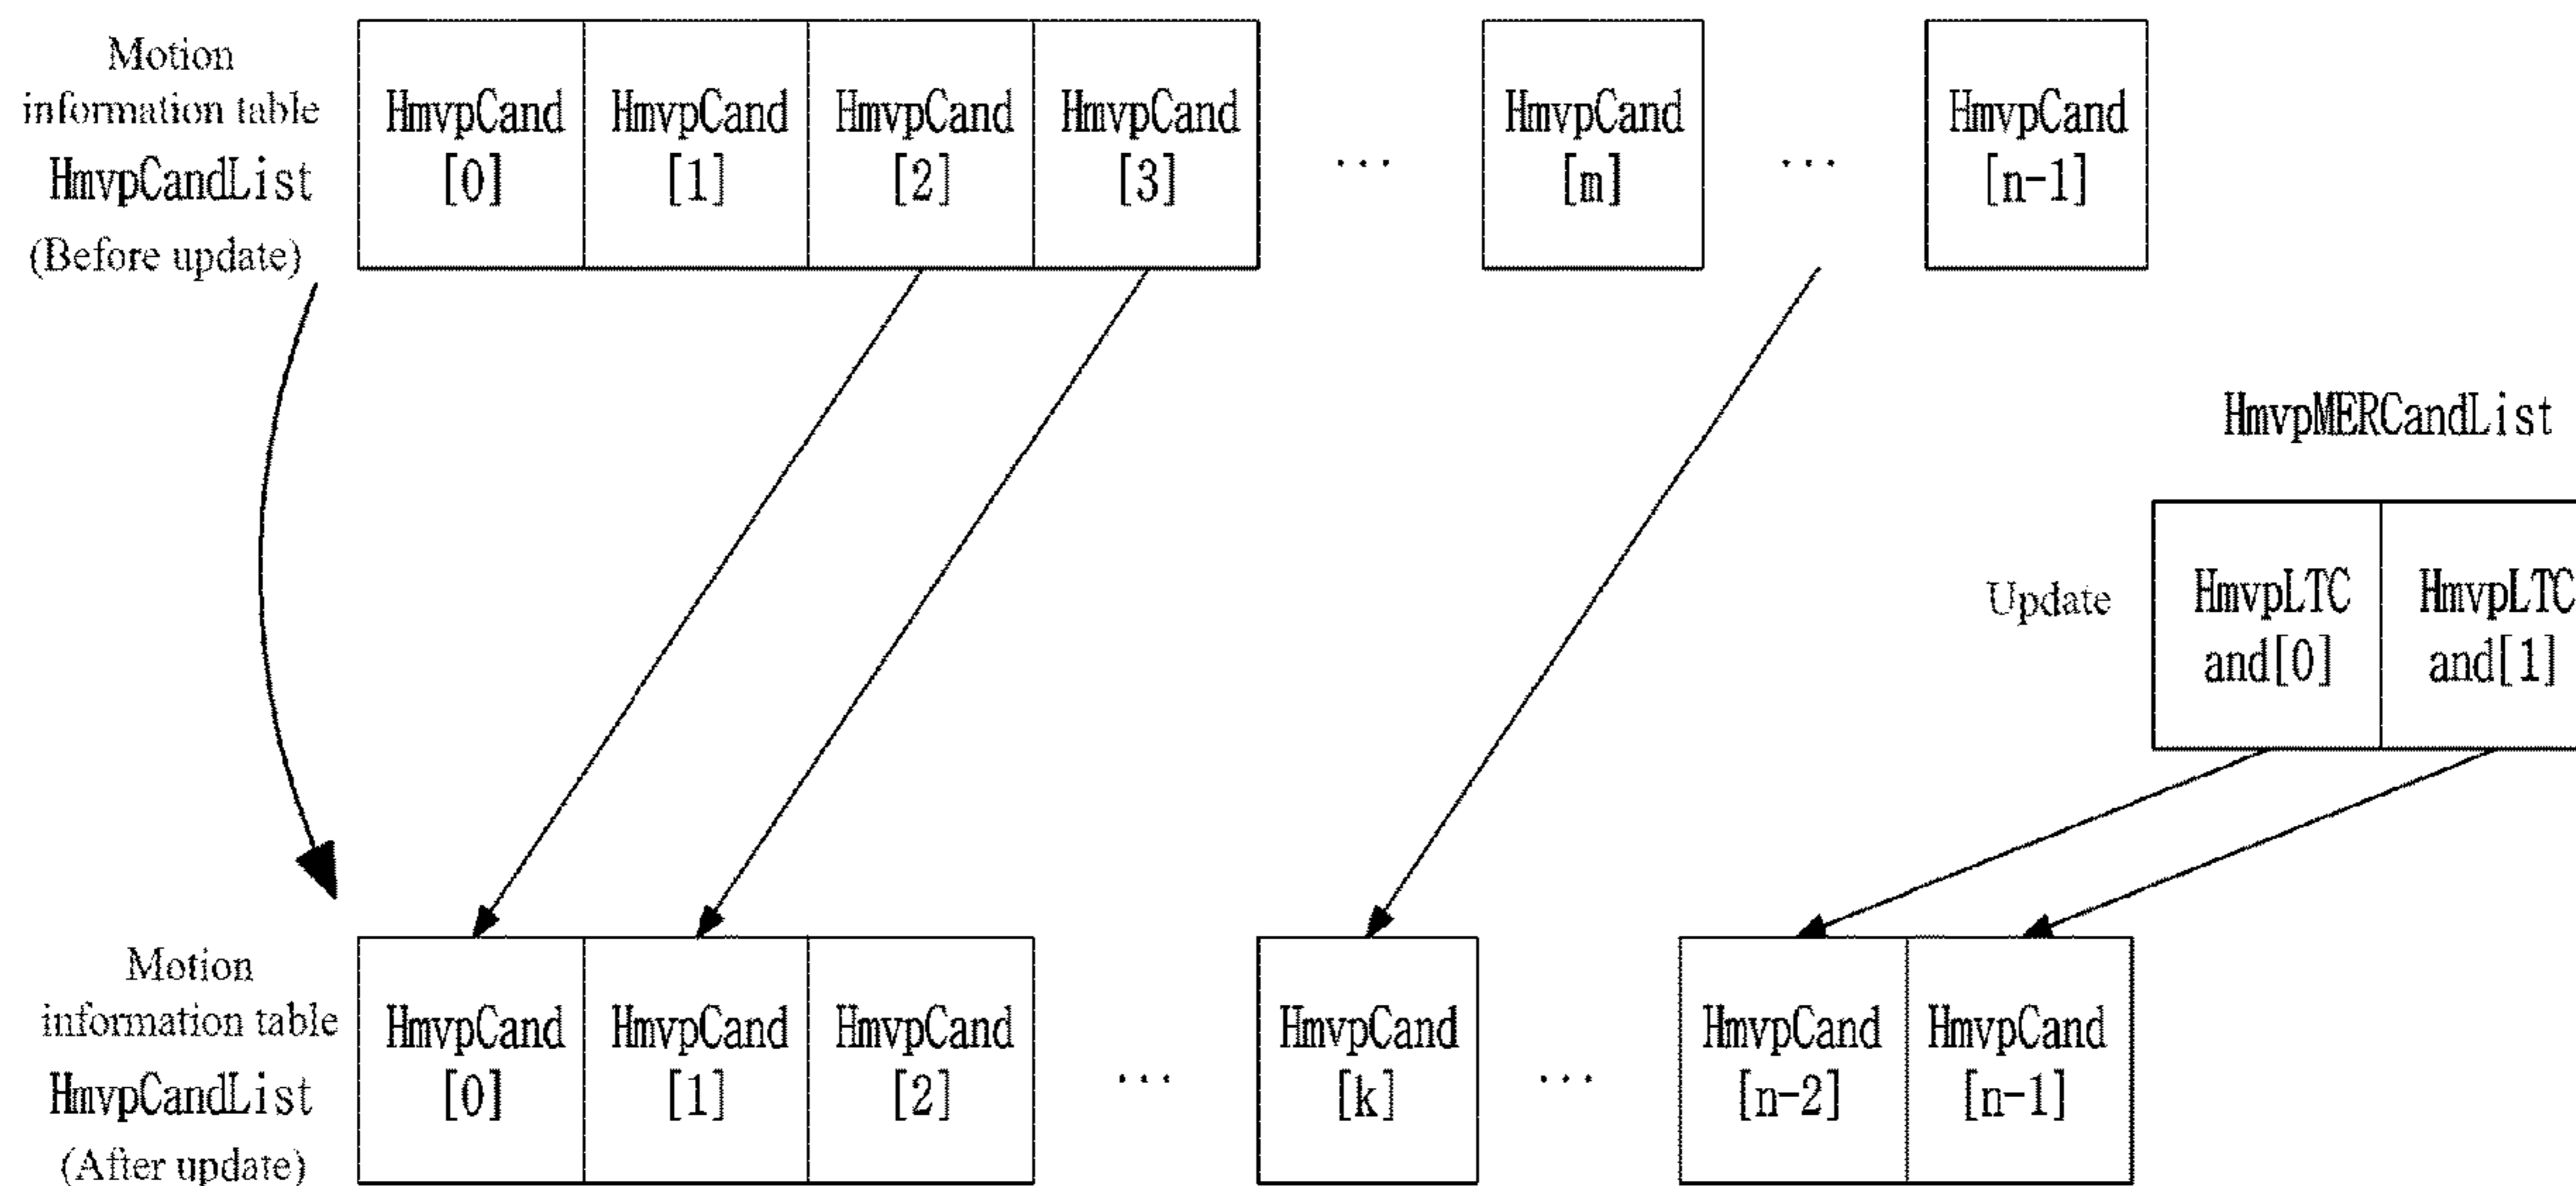 Motion
information table
HmvpCandList
(Before update)
HmvpCand
[0]
HmvpCand
[1]
HmvpCand
[2]
HmvpCand
[3]
...
HmvpCand
[m]
...
HmvpCand
[n-1]
HmvpMERCandList
Update
HmvpLTC
and[0]
HmvpLTC
and[1]
Motion
information table
HmvpCandList
(After update)
HmvpCand
[0]
HmvpCand
[1]
HmvpCand
[2]
...
HmvpCand
[k]
...
HmvpCand
[n-2]
HmvpCand
[n-1]